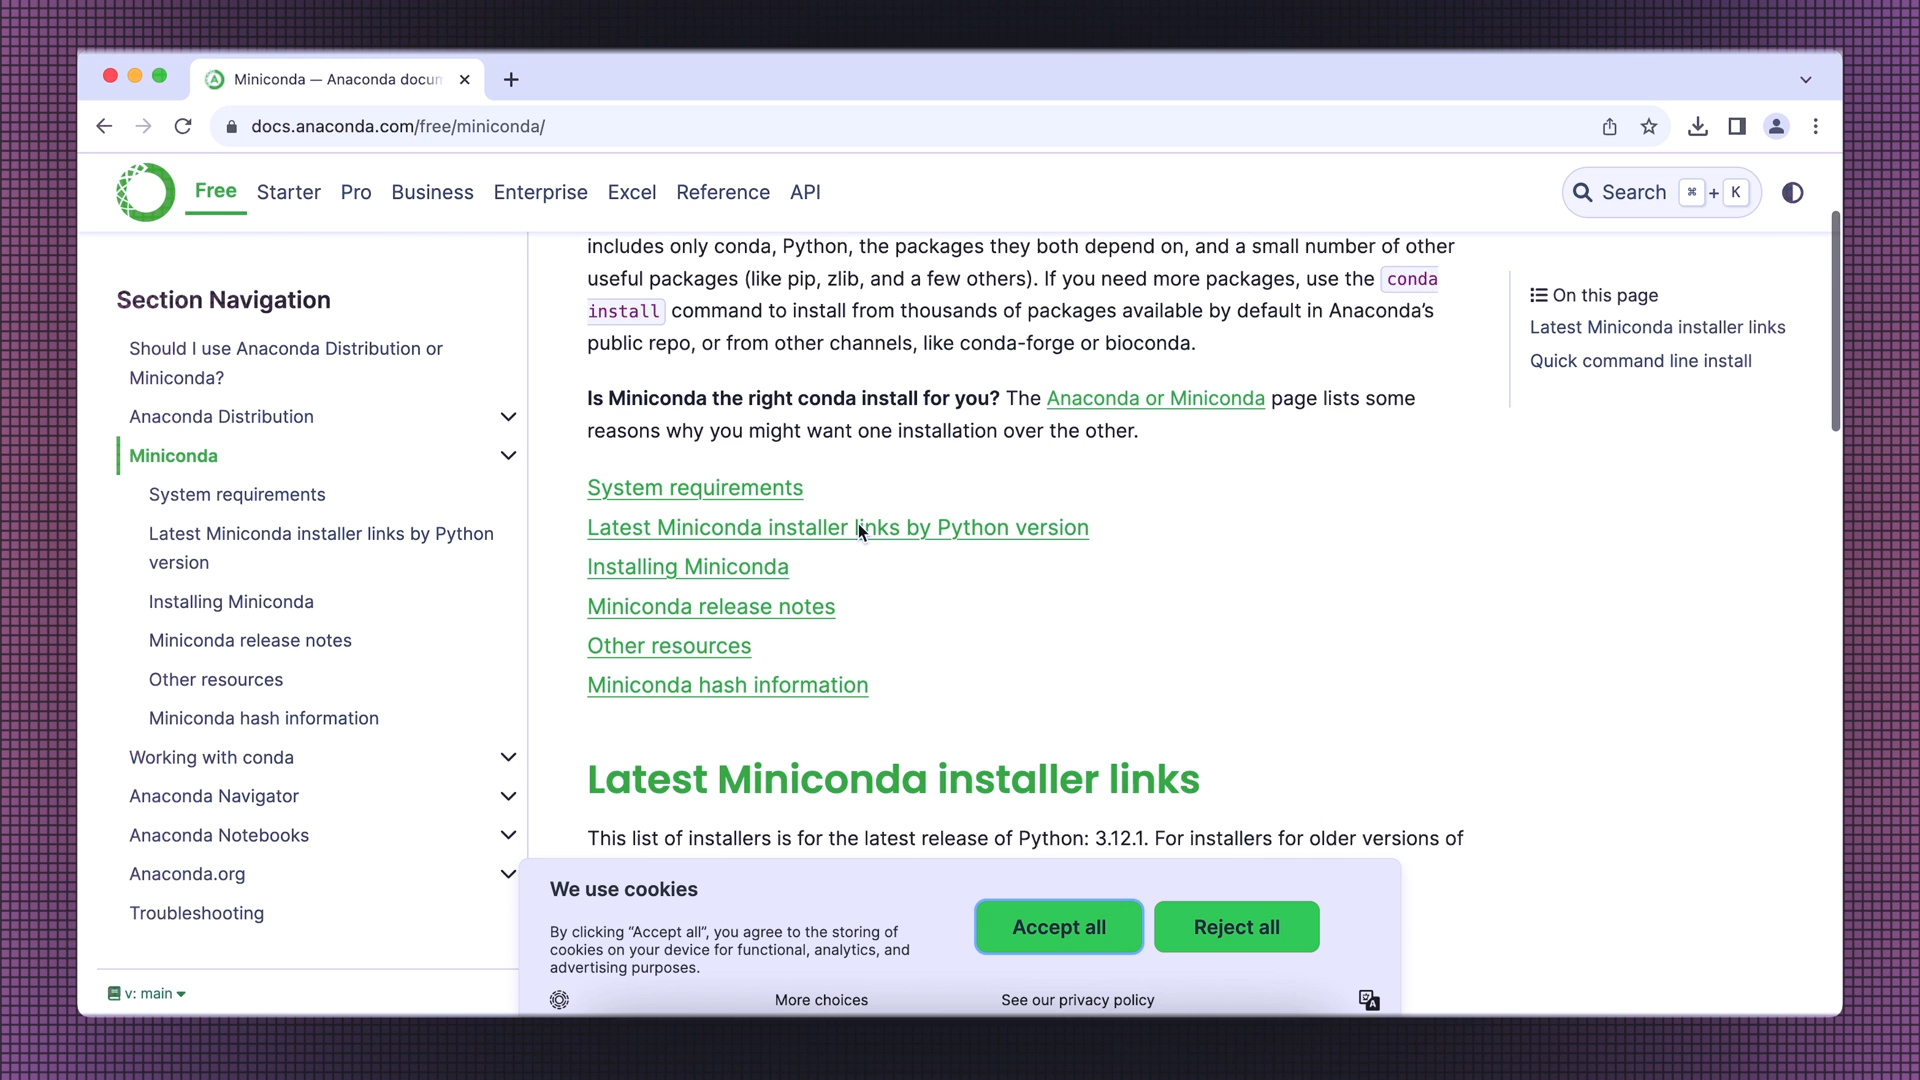 Miniconda — Anaconda docum
docs.anaconda.com/free/miniconda/
Free Starter Pro Business Enterprise Excel Reference API
Search ⌘ + K
Section Navigation
Should I use Anaconda Distribution or
Miniconda?
Anaconda Distribution
Miniconda
System requirements
Latest Miniconda installer links by Python
version
Installing Miniconda
Miniconda release notes
Other resources
Miniconda hash information
Working with conda
Anaconda Navigator
Anaconda Notebooks
Anaconda.org
Troubleshooting
v: main
includes only conda, Python, the packages they both depend on, and a small number of other
useful packages (like pip, zlib, and a few others). If you need more packages, use the conda
install command to install from thousands of packages available by default in Anaconda’s
public repo, or from other channels, like conda-forge or bioconda.
Is Miniconda the right conda install for you? The Anaconda or Miniconda page lists some
reasons why you might want one installation over the other.
System requirements
Latest Miniconda installer links by Python version
Installing Miniconda
Miniconda release notes
Other resources
Miniconda hash information
Latest Miniconda installer links
This list of installers is for the latest release of Python: 3.12.1. For installers for older versions of
On this page
Latest Miniconda installer links
Quick command line install
We use cookies
By clicking “Accept all”, you agree to the storing of
cookies on your device for functional, analytics, and
advertising purposes.
Accept all
Reject all
More choices
See our privacy policy